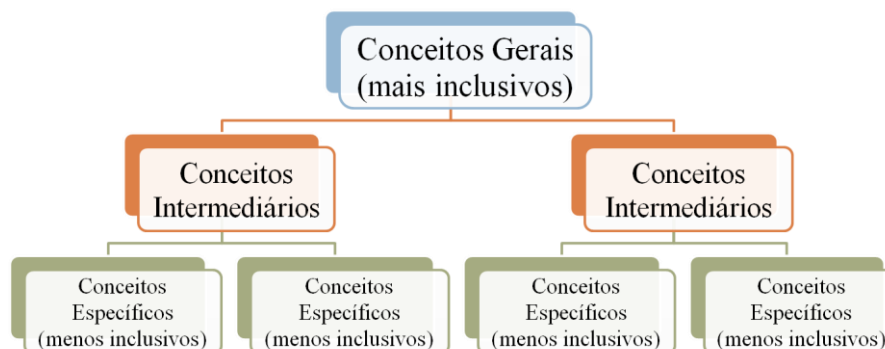 Conceitos Gerais
(mais inclusivos)
Conceitos
Intermediários
Conceitos
Intermediários
Conceitos
Específicos
(menos inclusivos)
Conceitos
Específicos
(menos inclusivos)
Conceitos
Específicos
(menos inclusivos)
Conceitos
Específicos
(menos inclusivos)